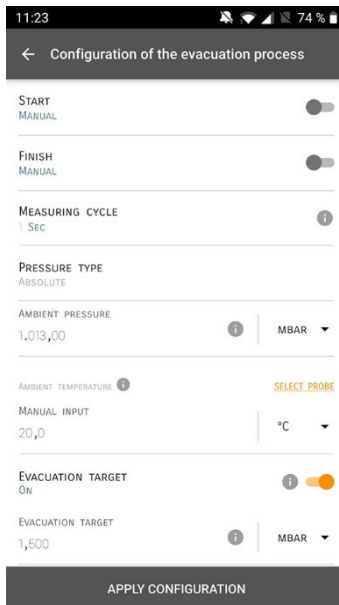 11:23
74 %
Configuration of the evacuation process
START
MANUAL
FINISH
MANUAL
MEASURING CYCLE
1 SEC
PRESSURE TYPE
ABSOLUTE
AMBIENT PRESSURE
1.013,00 MBAR
AMBIENT TEMPERATURE SELECT PROBE
MANUAL INPUT
20,0 °C
EVACUATION TARGET
ON
EVACUATION TARGET
1,500 MBAR
APPLY CONFIGURATION